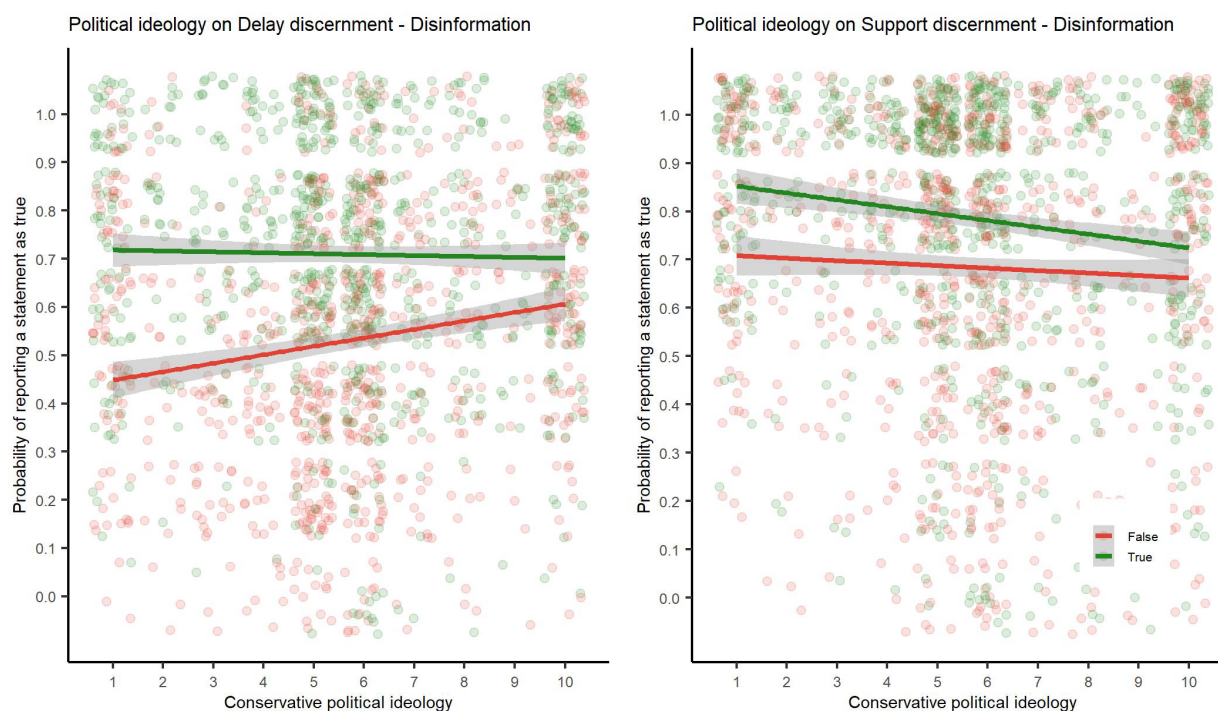 Political ideology on Delay discernment - Disinformation
Probability of reporting a statement as true
1.0
0.9
0.8
0.7
0.6
0.5
0.4
0.3
0.2
0.1
0.0
1 2 3 4 5 6 7 8 9 10
Conservative political ideology
Political ideology on Support discernment - Disinformation
Probability of reporting a statement as true
1.0
0.9
0.8
0.7
0.6
0.5
0.4
0.3
0.2
0.1
0.0
1 2 3 4 5 6 7 8 9 10
Conservative political ideology
False
True